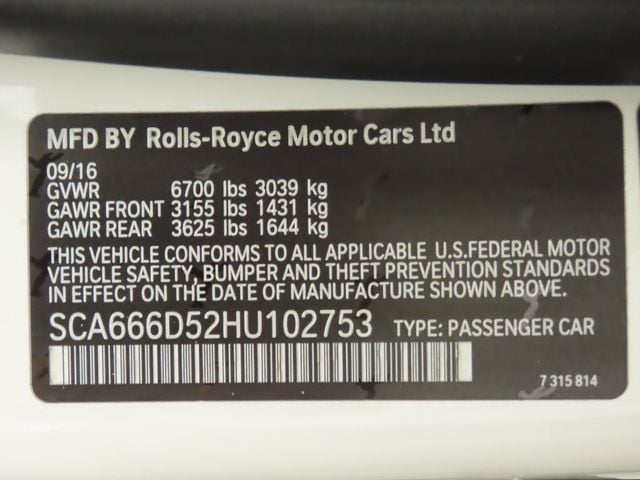 MFD BY Rolls-Royce Motor Cars Ltd
09/16
GVWR 6700 lbs 3039 kg
GAWR FRONT 3155 lbs 1431 kg
GAWR REAR 3625 lbs 1644 kg
THIS VEHICLE CONFORMS TO ALL APPLICABLE U.S.FEDERAL MOTOR
VEHICLE SAFETY, BUMPER AND THEFT PREVENTION STANDARDS
IN EFFECT ON THE DATE OF MANUFACTURE SHOWN ABOVE.
SCA666D52HU102753 TYPE: PASSENGER CAR
7 315 814